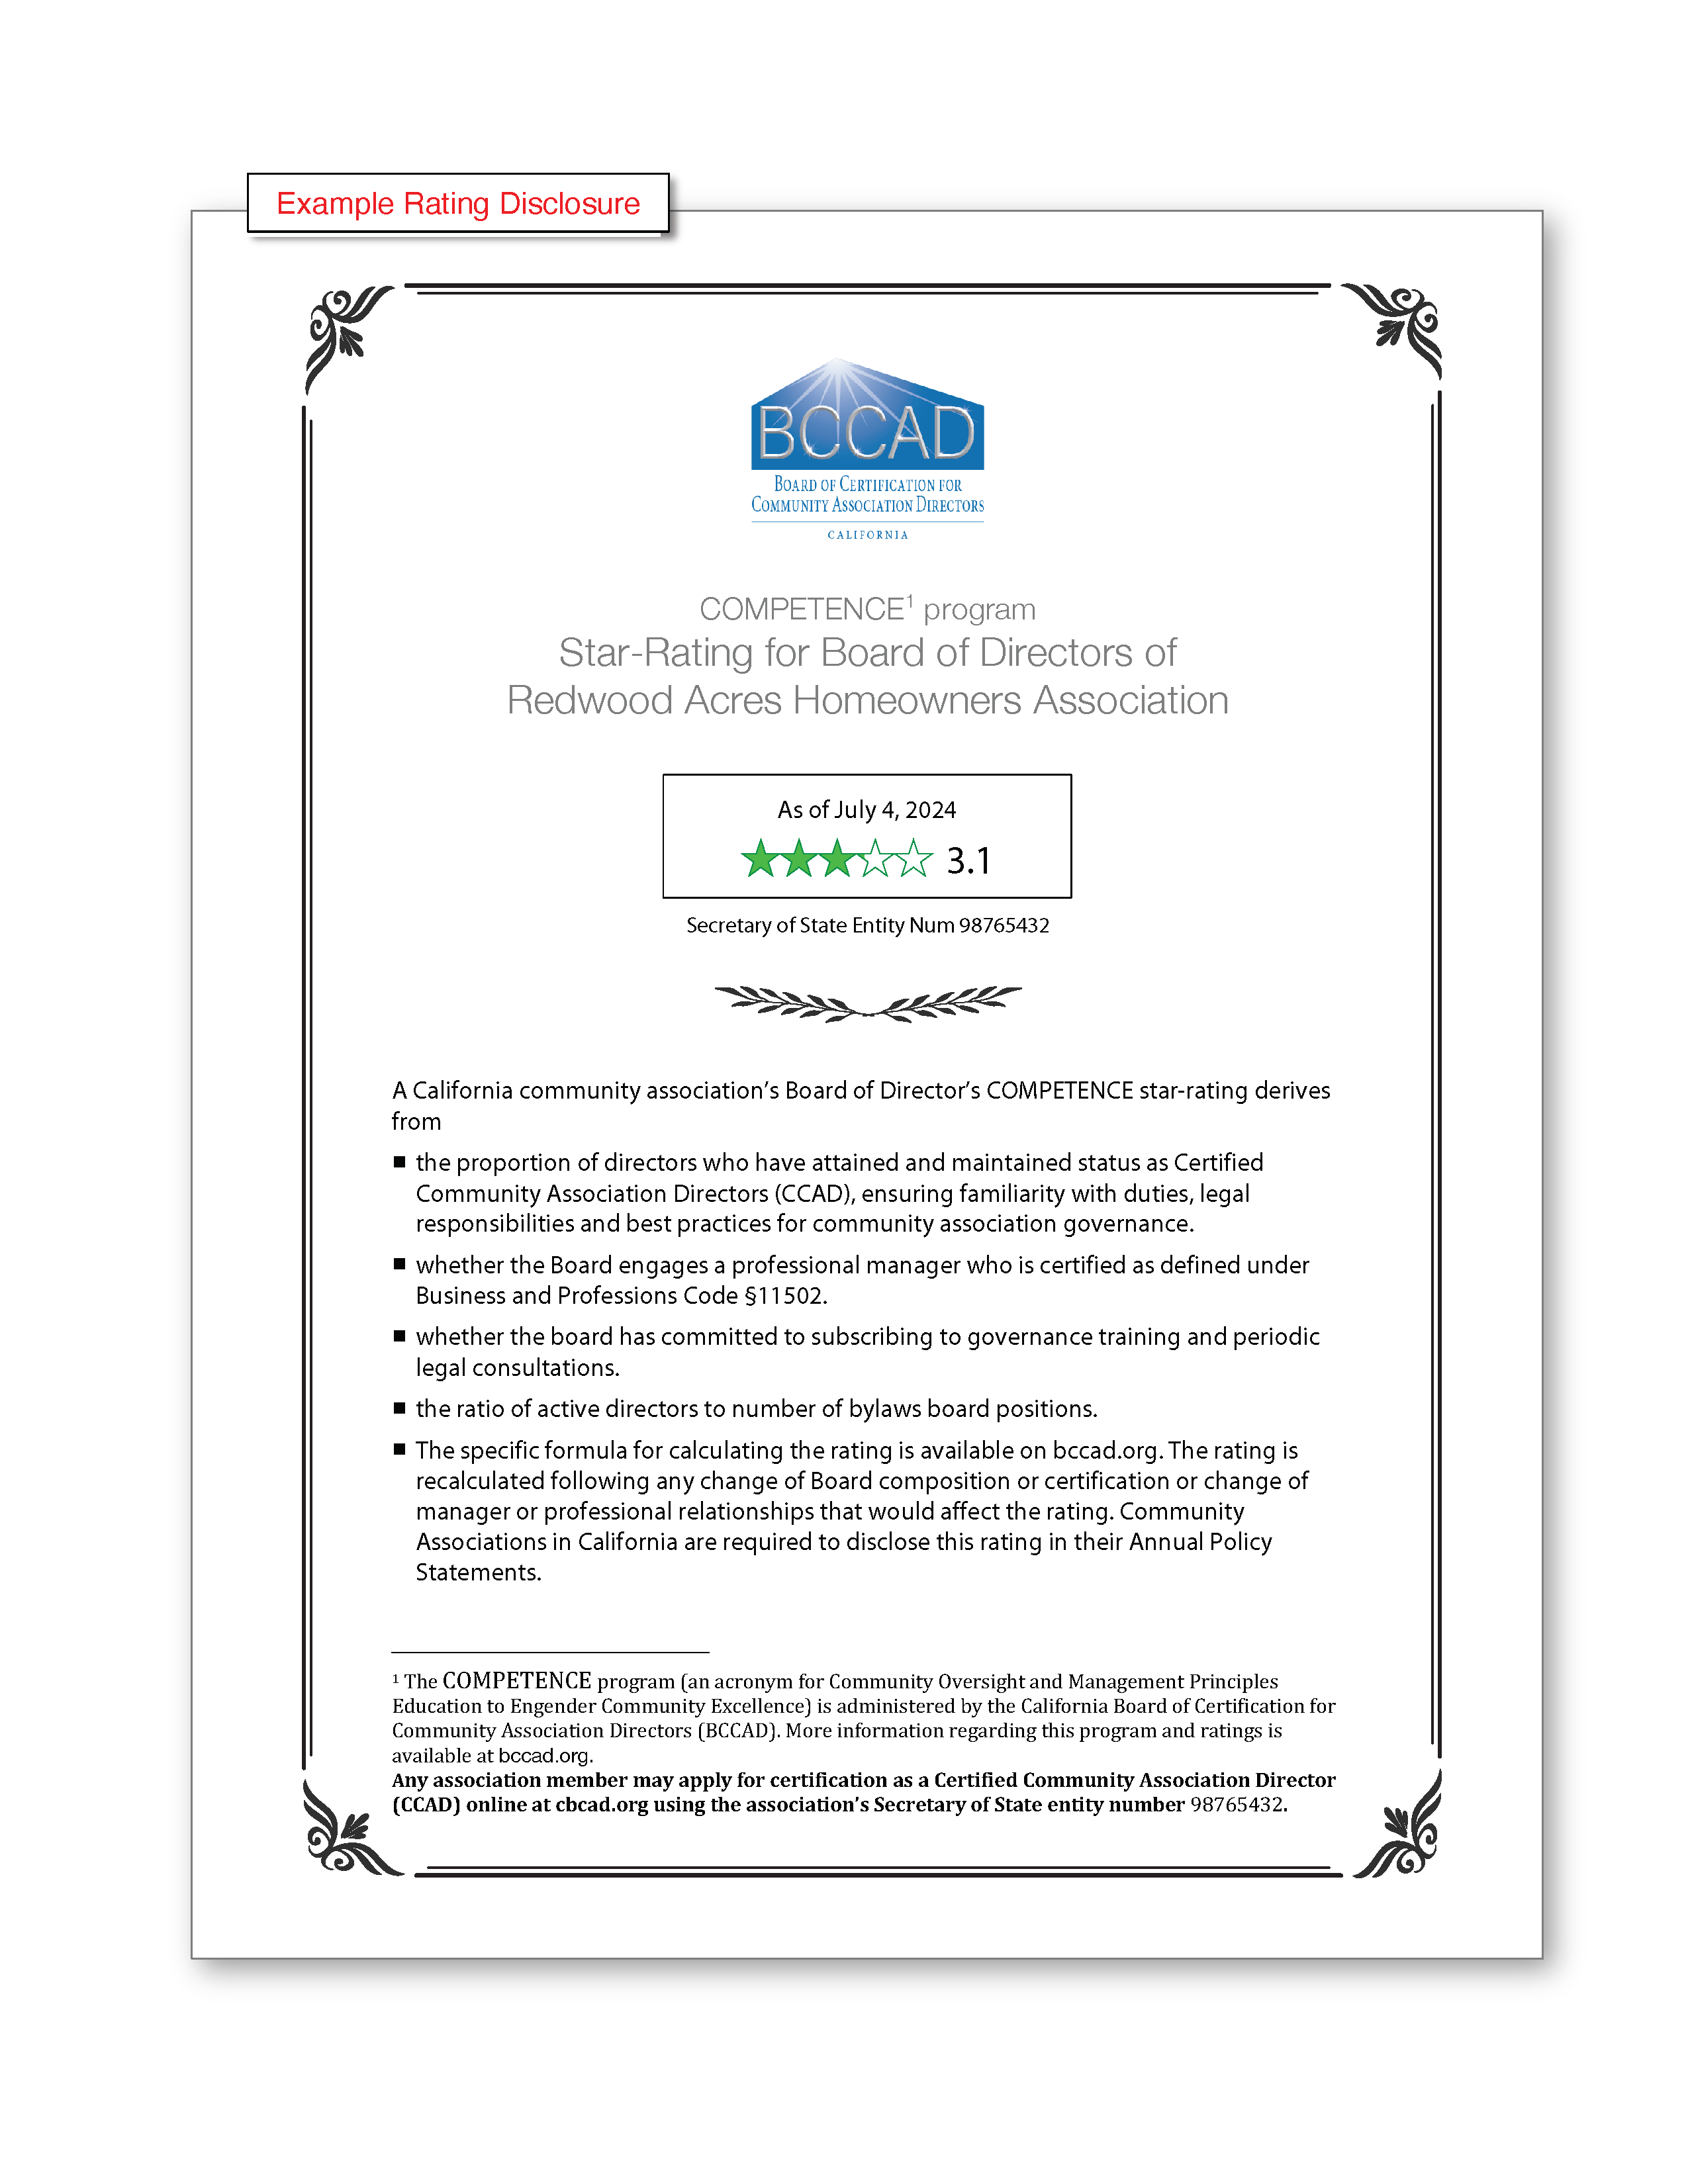 Example Rating Disclosure
BCCAD
BOARD OF CERTIFICATION FOR
COMMUNITY ASSOCIATION DIRECTORS
CALIFORNIA
COMPETENCE¹ program
Star-Rating for Board of Directors of
Redwood Acres Homeowners Association
As of July 4, 2024
3.1
Secretary of State Entity Num 98765432
A California community association’s Board of Director’s COMPETENCE star-rating derives
from
■ the proportion of directors who have attained and maintained status as Certified
Community Association Directors (CCAD), ensuring familiarity with duties, legal
responsibilities and best practices for community association governance.
■ whether the Board engages a professional manager who is certified as defined under
Business and Professions Code §11502.
■ whether the board has committed to subscribing to governance training and periodic
legal consultations.
■ the ratio of active directors to number of bylaws board positions.
■ The specific formula for calculating the rating is available on bccad.org. The rating is
recalculated following any change of Board composition or certification or change of
manager or professional relationships that would affect the rating. Community
Associations in California are required to disclose this rating in their Annual Policy
Statements.
¹ The COMPETENCE program (an acronym for Community Oversight and Management Principles
Education to Engender Community Excellence) is administered by the California Board of Certification for
Community Association Directors (BCCAD). More information regarding this program and ratings is
available at bccad.org.
Any association member may apply for certification as a Certified Community Association Director
(CCAD) online at cbcad.org using the association’s Secretary of State entity number 98765432.